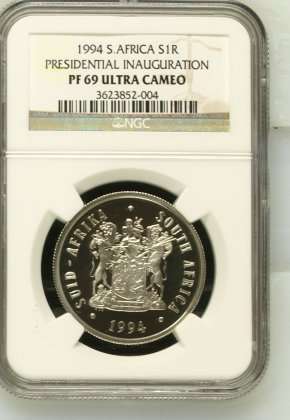 1994 S.AFRICA S1R
PRESIDENTIAL INAUGURATION
PF 69 ULTRA CAMEO
3623852-004
NGC
SUID-AFRIKA · SOUTH AFRICA
· 1994 ·